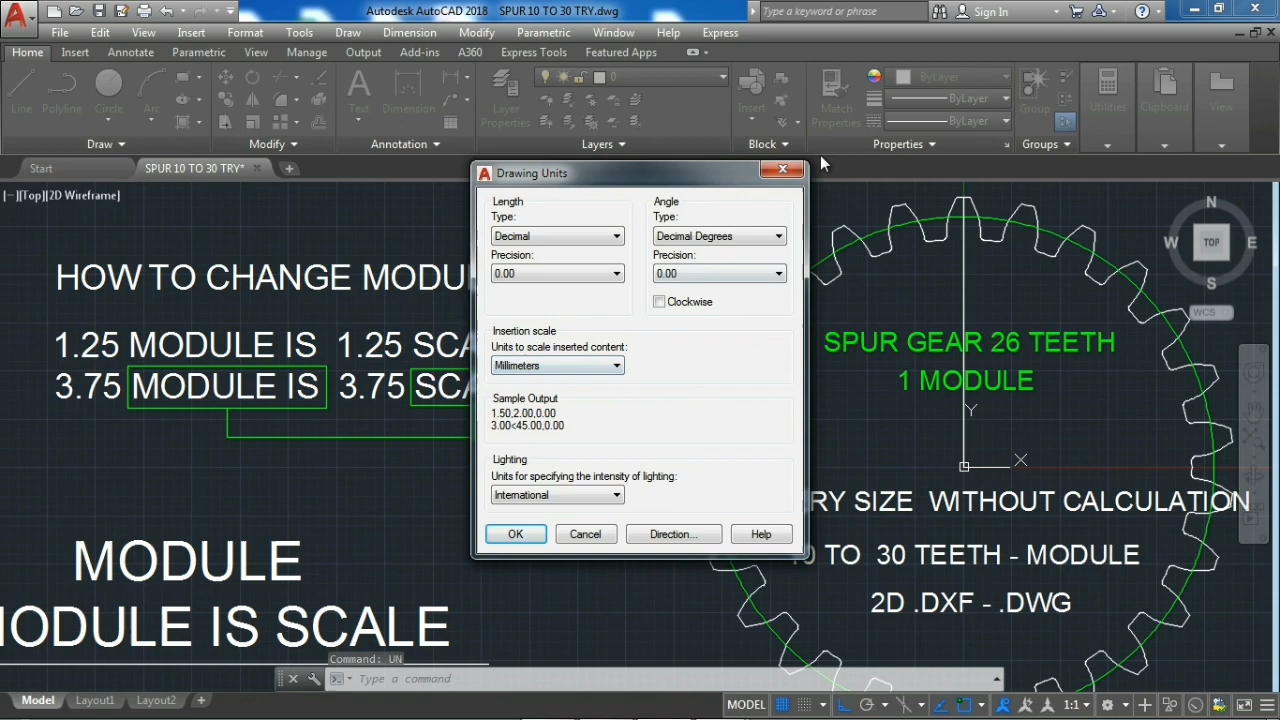 Autodesk AutoCAD 2018 SPUR 10 TO 30 TRY.dwg
Type a keyword or phrase
Sign In
File Edit View Insert Format Tools Draw Dimension Modify Parametric Window Help Express
Home Insert Annotate Parametric View Manage Output Add-ins A360 Express Tools Featured Apps
0
ByLayer
Line Polyline Circle Arc Text Dimension Layer Properties Insert Match Properties Group Utilities Clipboard View
ByLayer
ByLayer
Draw Modify Annotation Layers Block Properties Groups
Start SPUR 10 TO 30 TRY*
[−][Top][2D Wireframe]
Drawing Units
Length
Type:
Decimal
Precision:
0.00
Angle
Type:
Decimal Degrees
Precision:
0.00
Clockwise
Insertion scale
Units to scale inserted content:
Millimeters
Sample Output
1.50,2.00,0.00
3.00<45.00,0.00
Lighting
Units for specifying the intensity of lighting:
International
OK Cancel Direction... Help
N
W TOP E
S
WCS
HOW TO CHANGE MODUL
1.25 MODULE IS 1.25 SCA
3.75 MODULE IS 3.75 SCA
MODULE
MODULE IS SCALE
SPUR GEAR 26 TEETH
1 MODULE
Y
X
RY SIZE WITHOUT CALCULATION
10 TO 30 TEETH - MODULE
2D .DXF - .DWG
Command: UN
Type a command
Model Layout1 Layout2
MODEL
1:1